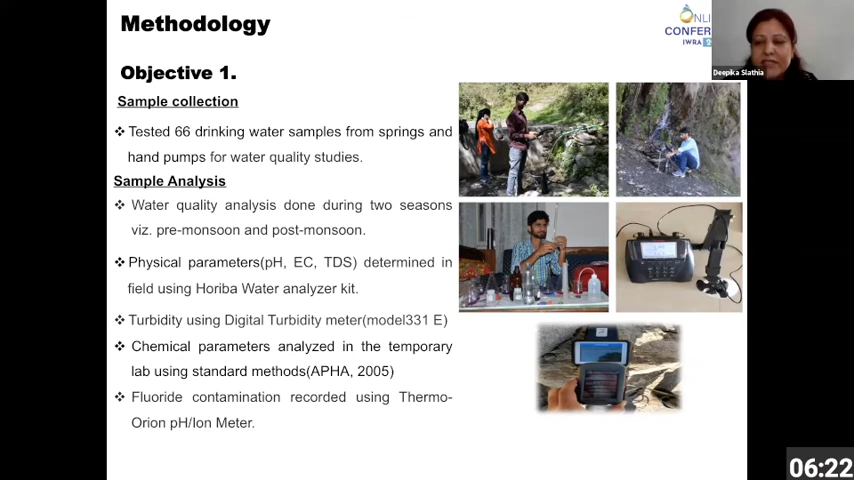 Methodology
ONLI
CONFER
IWRA
Deepika Slathia
Objective 1.
Sample collection
❖ Tested 66 drinking water samples from springs and
hand pumps for water quality studies.
Sample Analysis
❖ Water quality analysis done during two seasons
viz. pre-monsoon and post-monsoon.
❖ Physical parameters(pH, EC, TDS) determined in
field using Horiba Water analyzer kit.
❖ Turbidity using Digital Turbidity meter(model331 E)
❖ Chemical parameters analyzed in the temporary
lab using standard methods(APHA, 2005)
❖ Fluoride contamination recorded using Thermo-
Orion pH/Ion Meter.
06:22